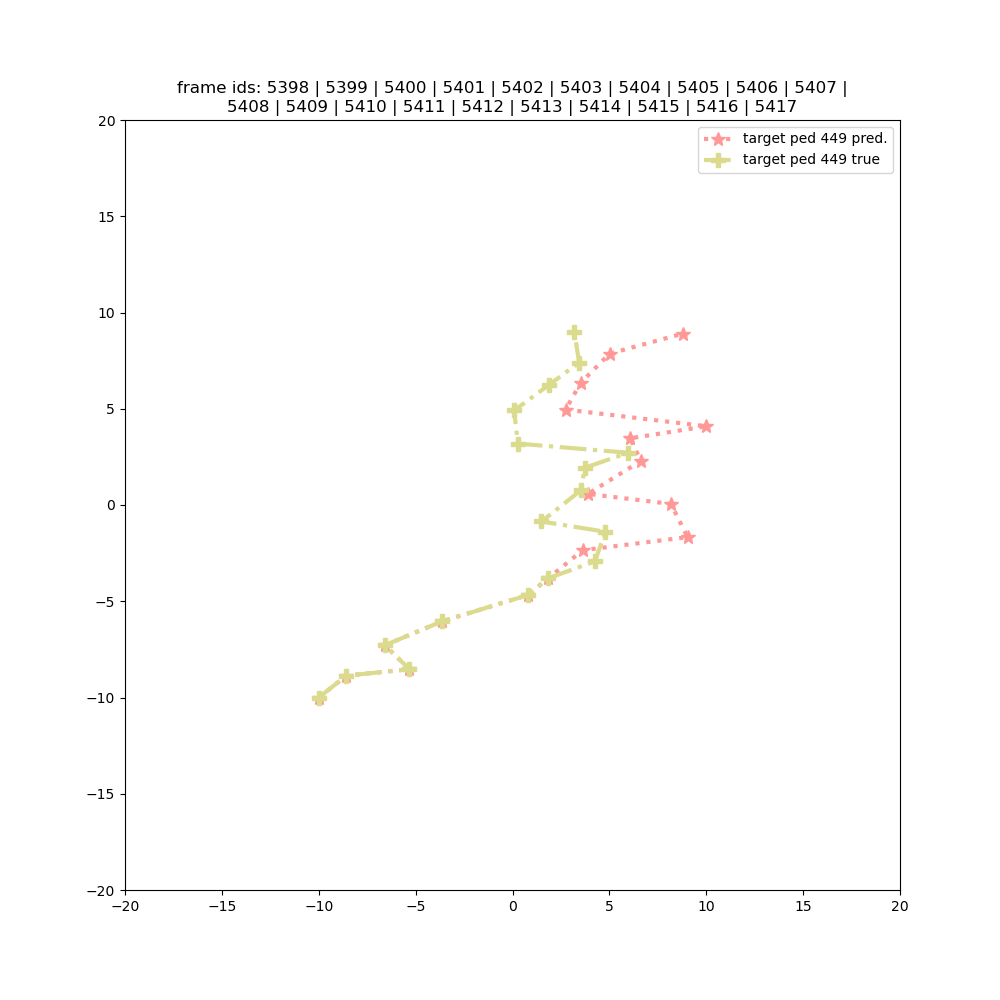 frame ids: 5398 | 5399 | 5400 | 5401 | 5402 | 5403 | 5404 | 5405 | 5406 | 5407 |
5408 | 5409 | 5410 | 5411 | 5412 | 5413 | 5414 | 5415 | 5416 | 5417
target ped 449 pred.
target ped 449 true
20
15
10
5
0
−5
−10
−15
−20
−20 −15 −10 −5 0 5 10 15 20